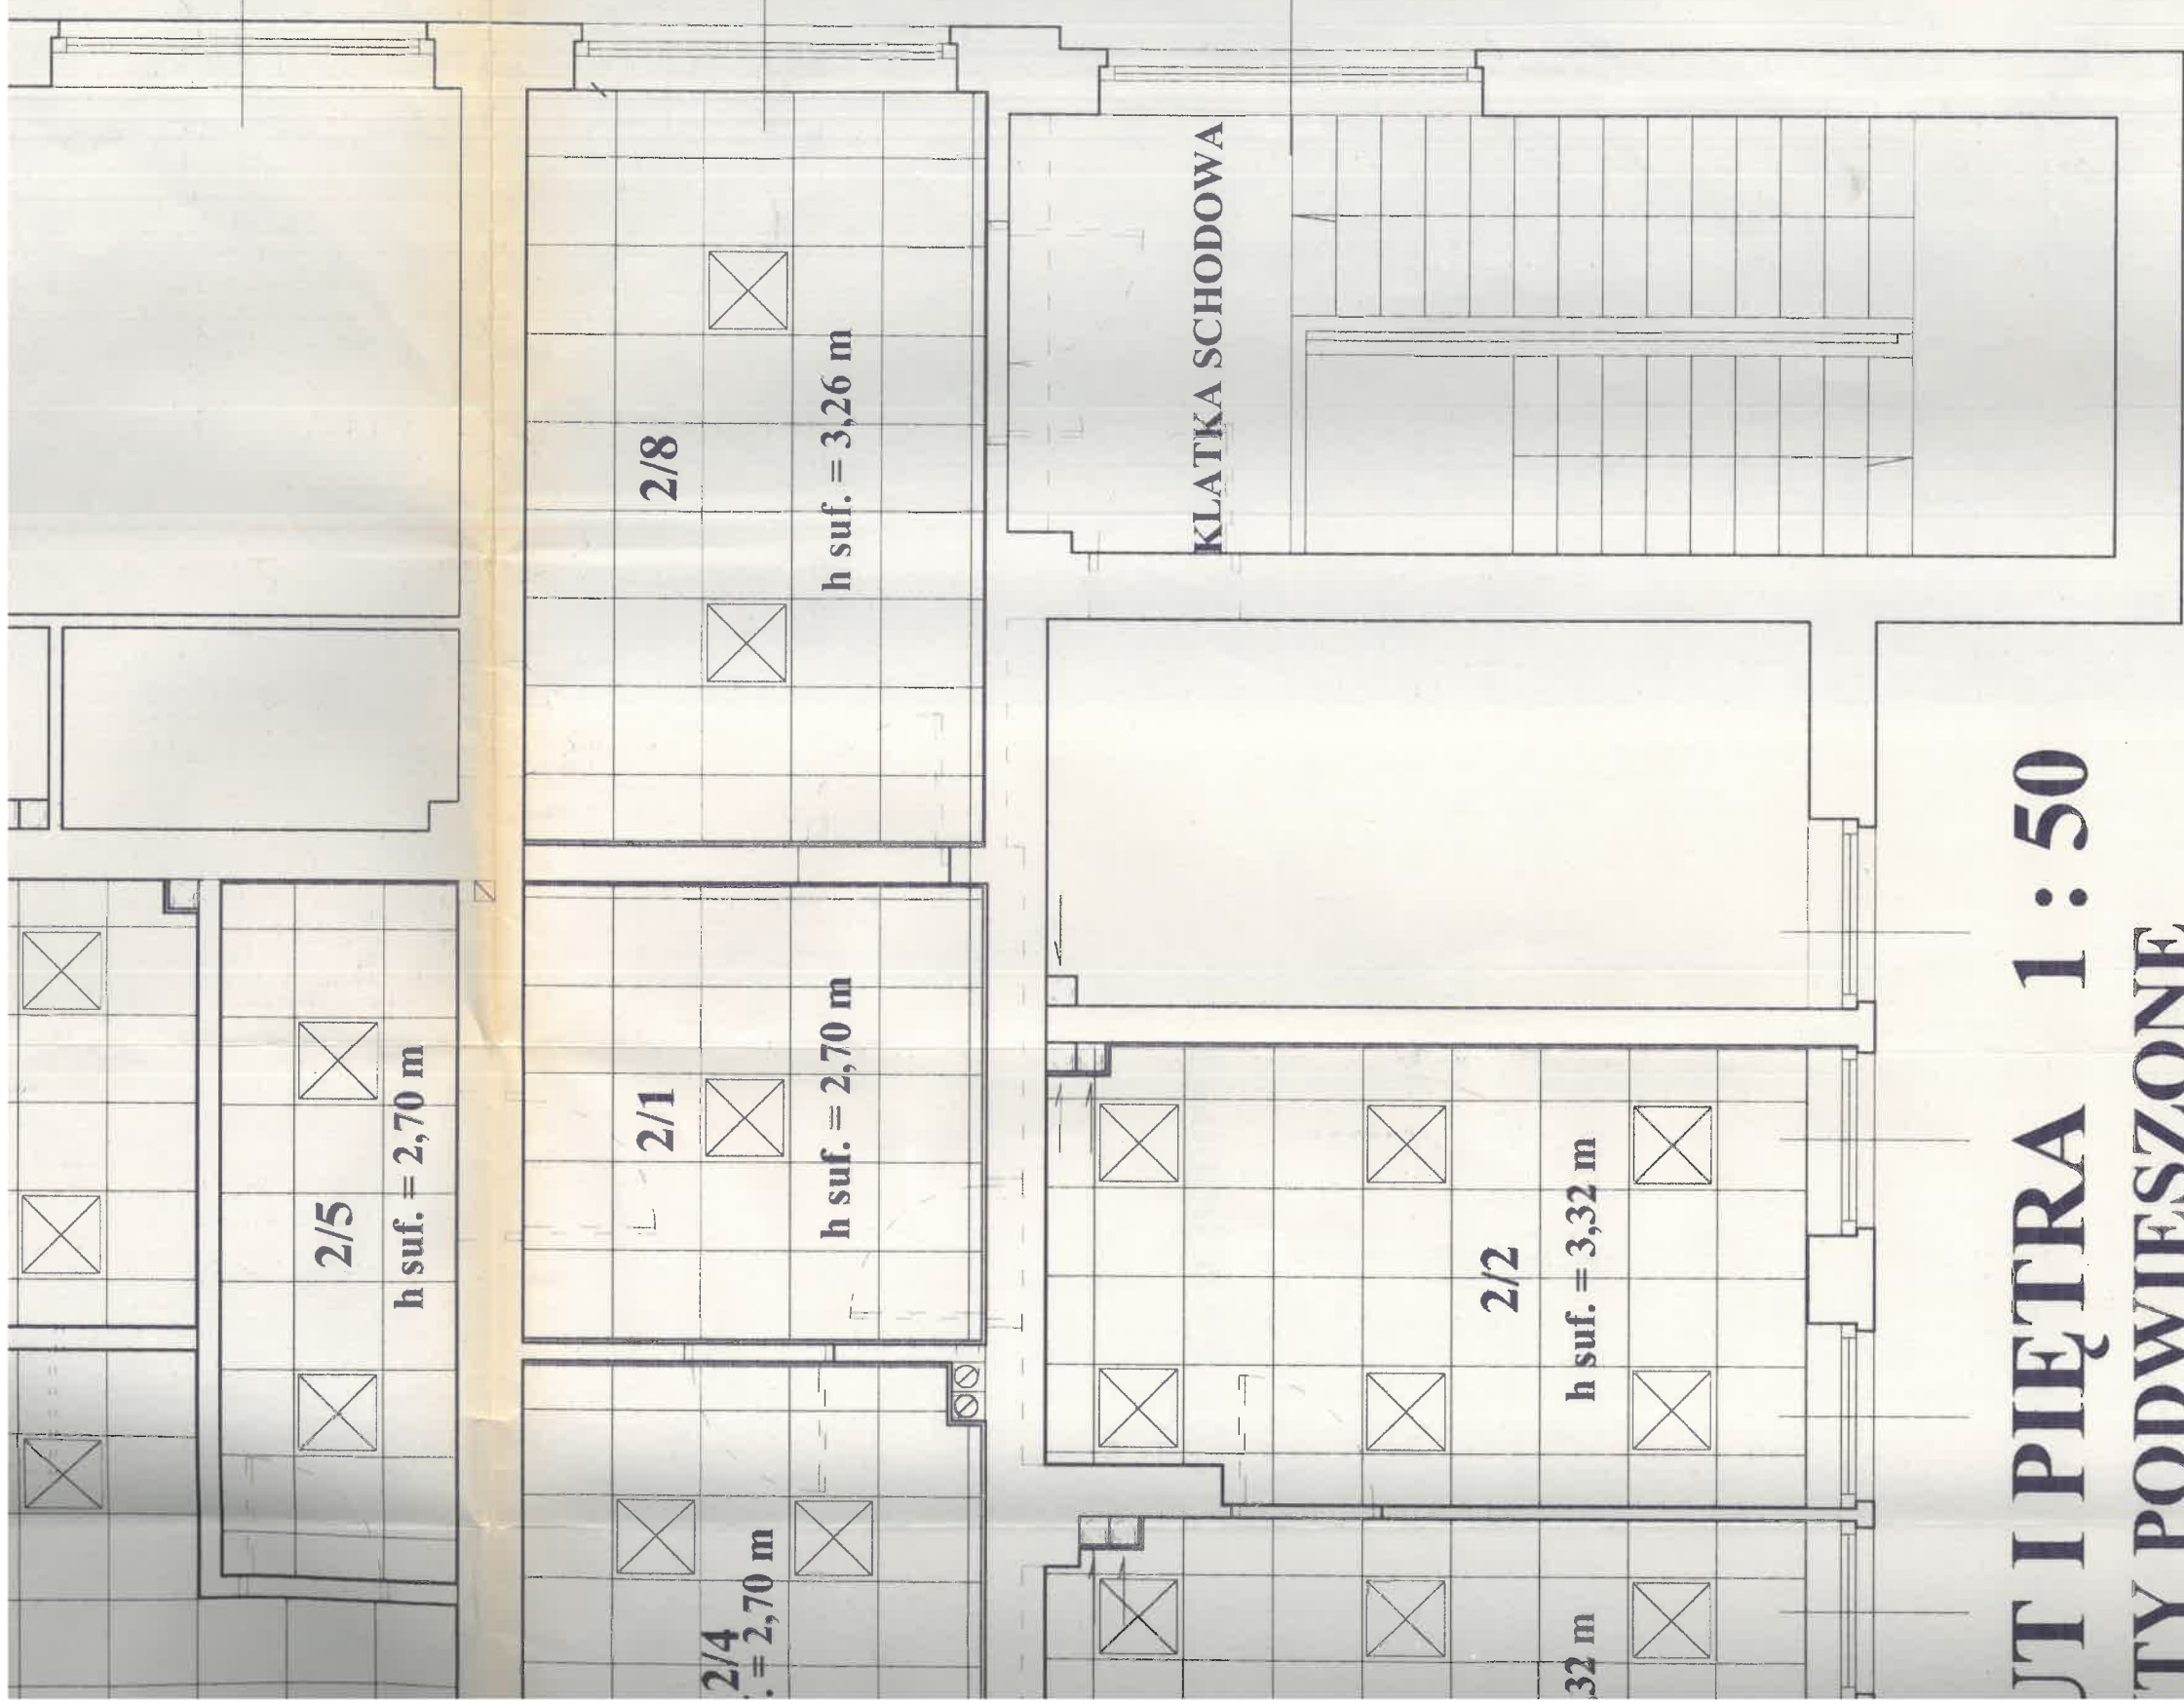 2/8
h suf. = 3,26 m
KLATKA SCHODOWA
2/5
h suf. = 2,70 m
2/1
h suf. = 2,70 m
2/2
h suf. = 3,32 m
2/4
. = 2,70 m
32 m
UT I PIĘTRA 1 : 50
TY PODWIESZONE